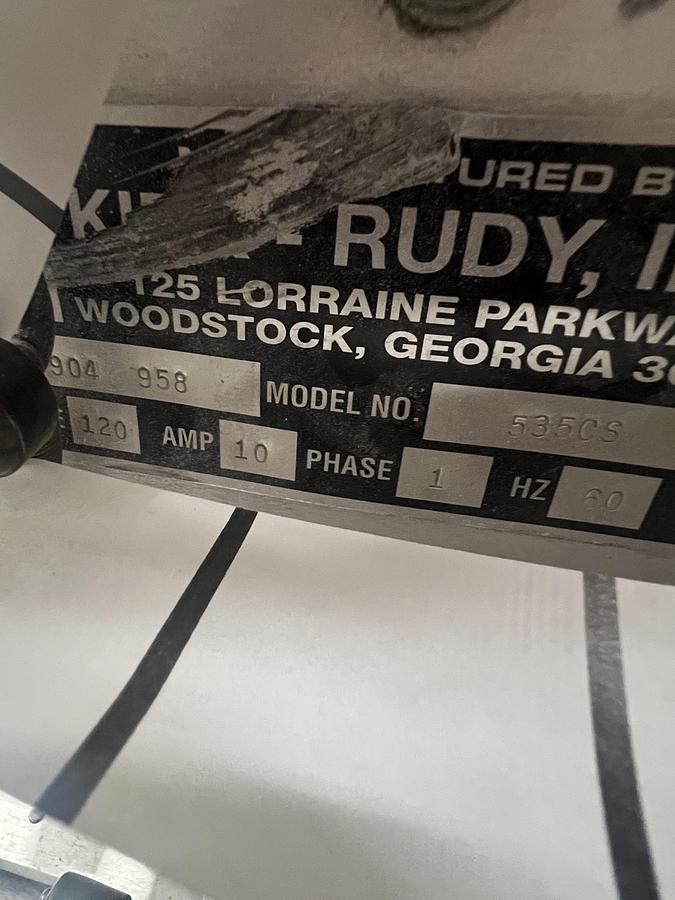 URED B
RUDY, I
125 LORRAINE PARKWA
WOODSTOCK, GEORGIA 3
904 958 MODEL NO. 535CS
120 AMP 10 PHASE 1 HZ 60